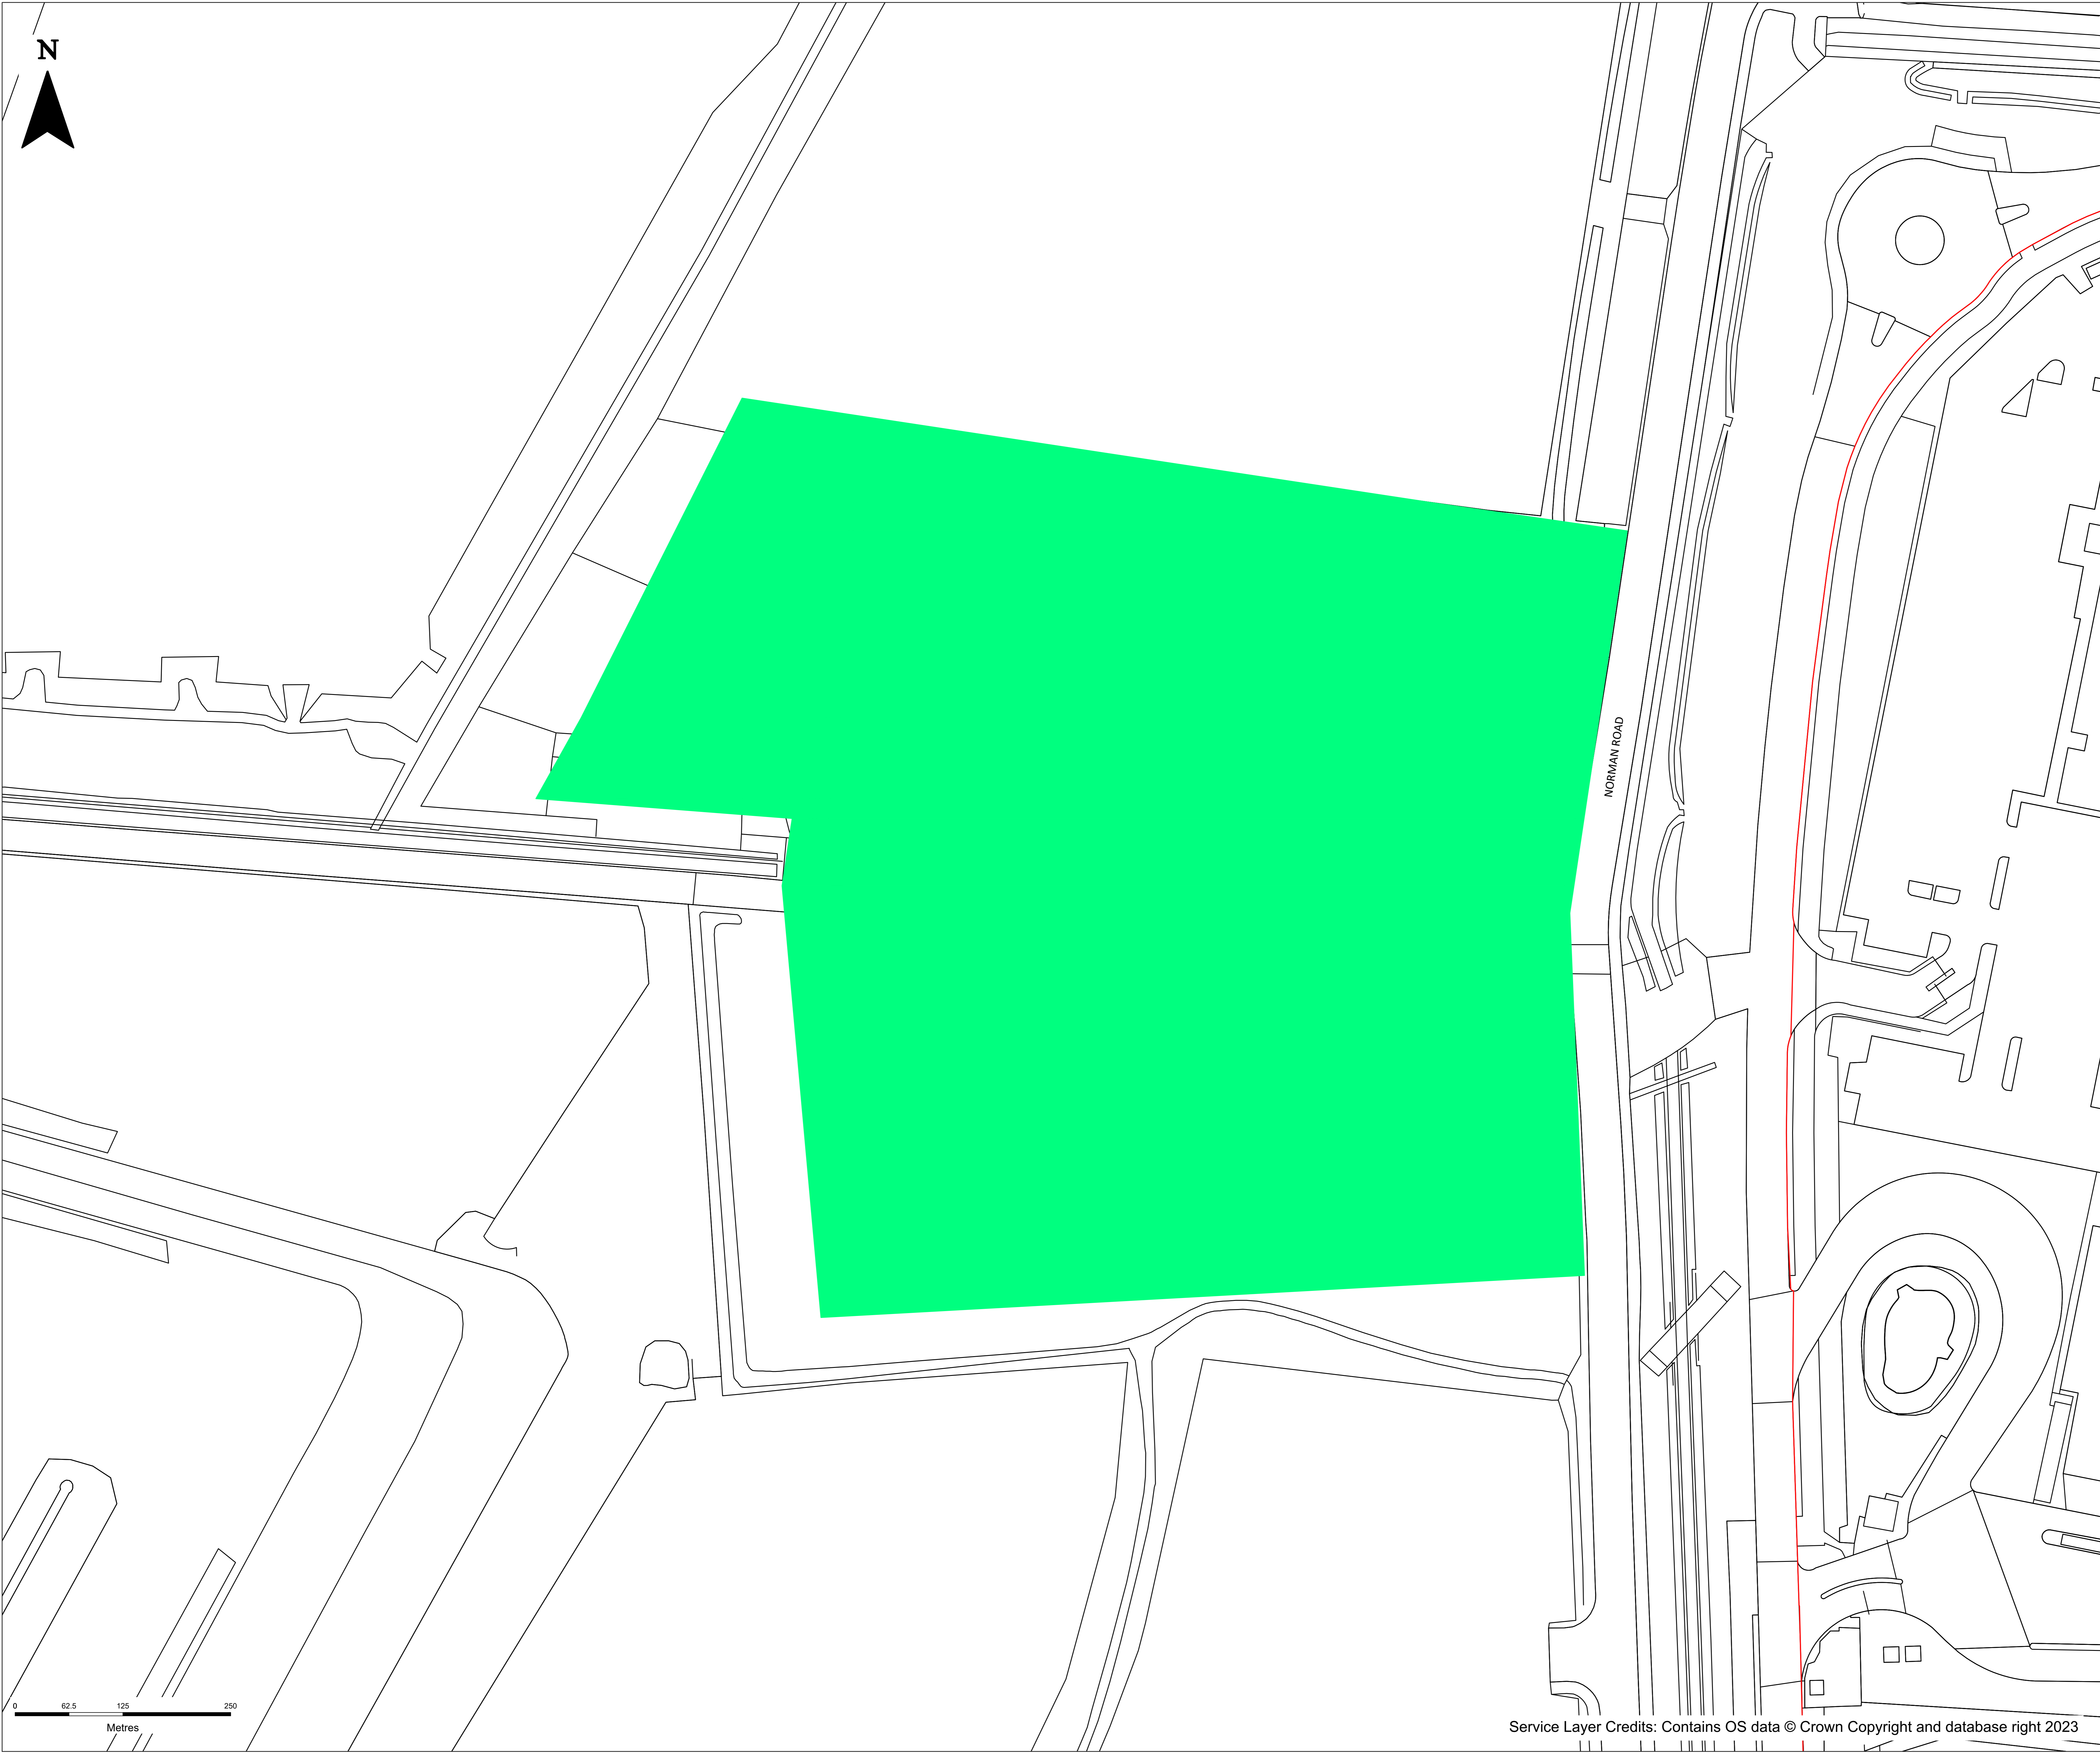 N
NORMAN ROAD
0 62.5 125 250
Metres
Service Layer Credits: Contains OS data © Crown Copyright and database right 2023